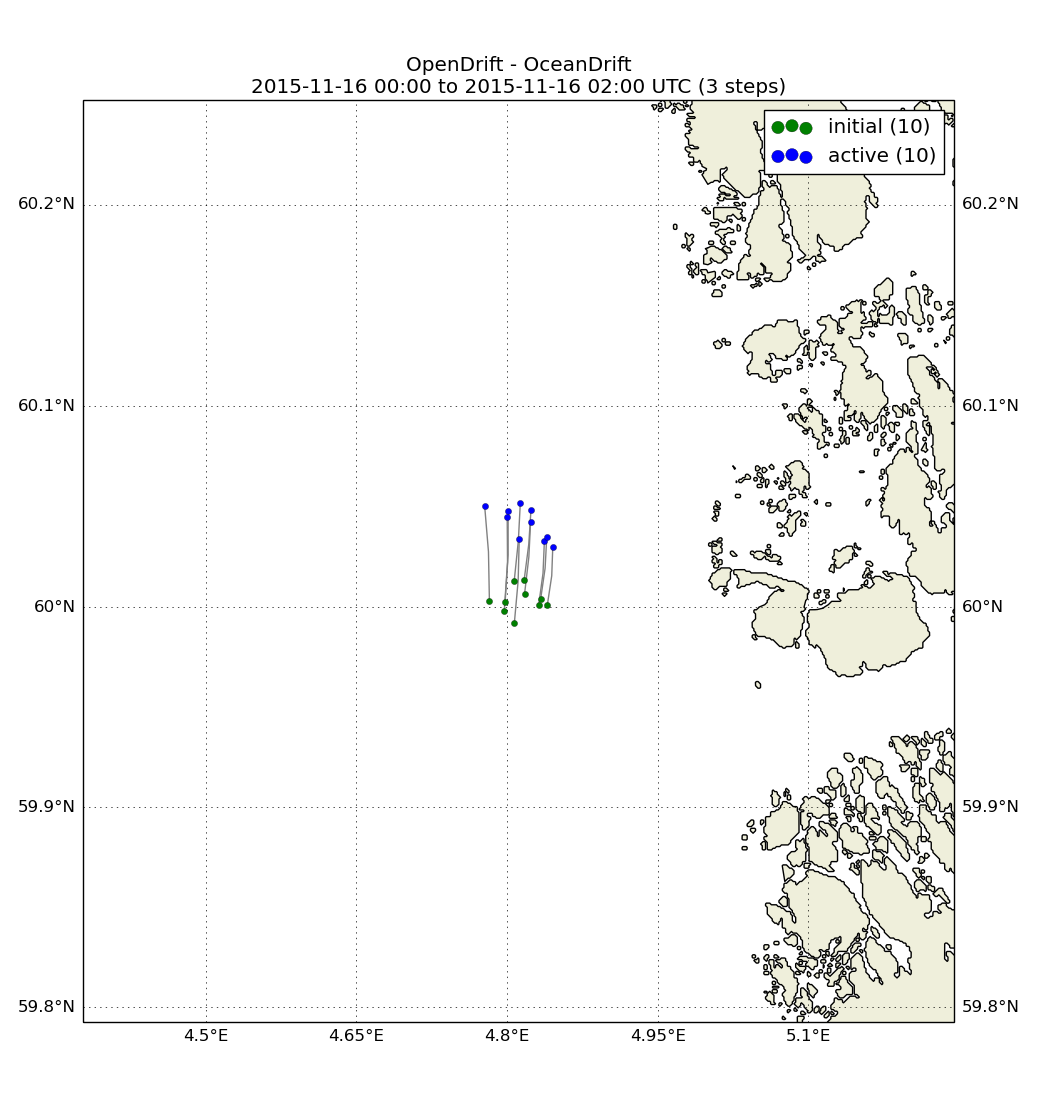 OpenDrift - OceanDrift
2015-11-16 00:00 to 2015-11-16 02:00 UTC (3 steps)
initial (10)
active (10)
60.2°N 60.2°N
60.1°N 60.1°N
60°N 60°N
59.9°N 59.9°N
59.8°N 59.8°N
4.5°E 4.65°E 4.8°E 4.95°E 5.1°E